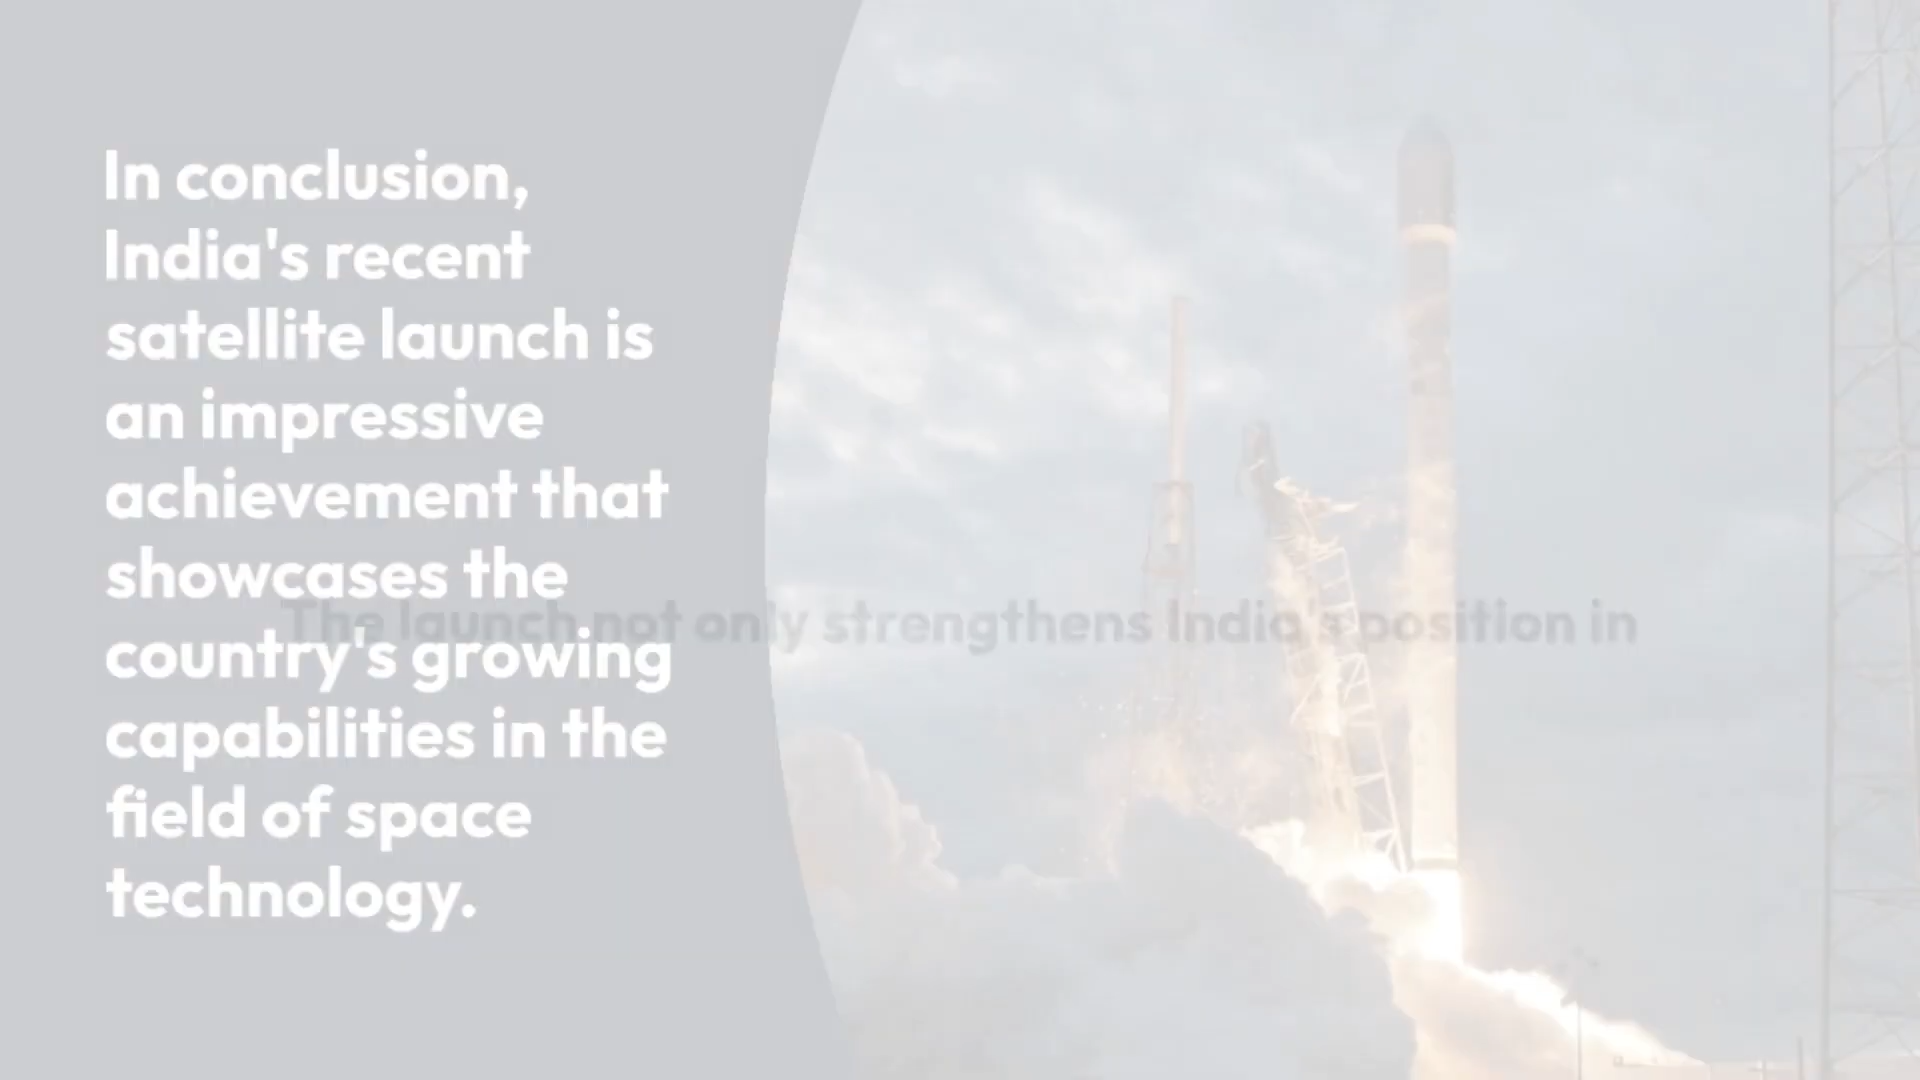 In conclusion,
India's recent
satellite launch is
an impressive
achievement that
showcases the
country's growing
capabilities in the
field of space
technology.
The launch not only strengthens India's position in